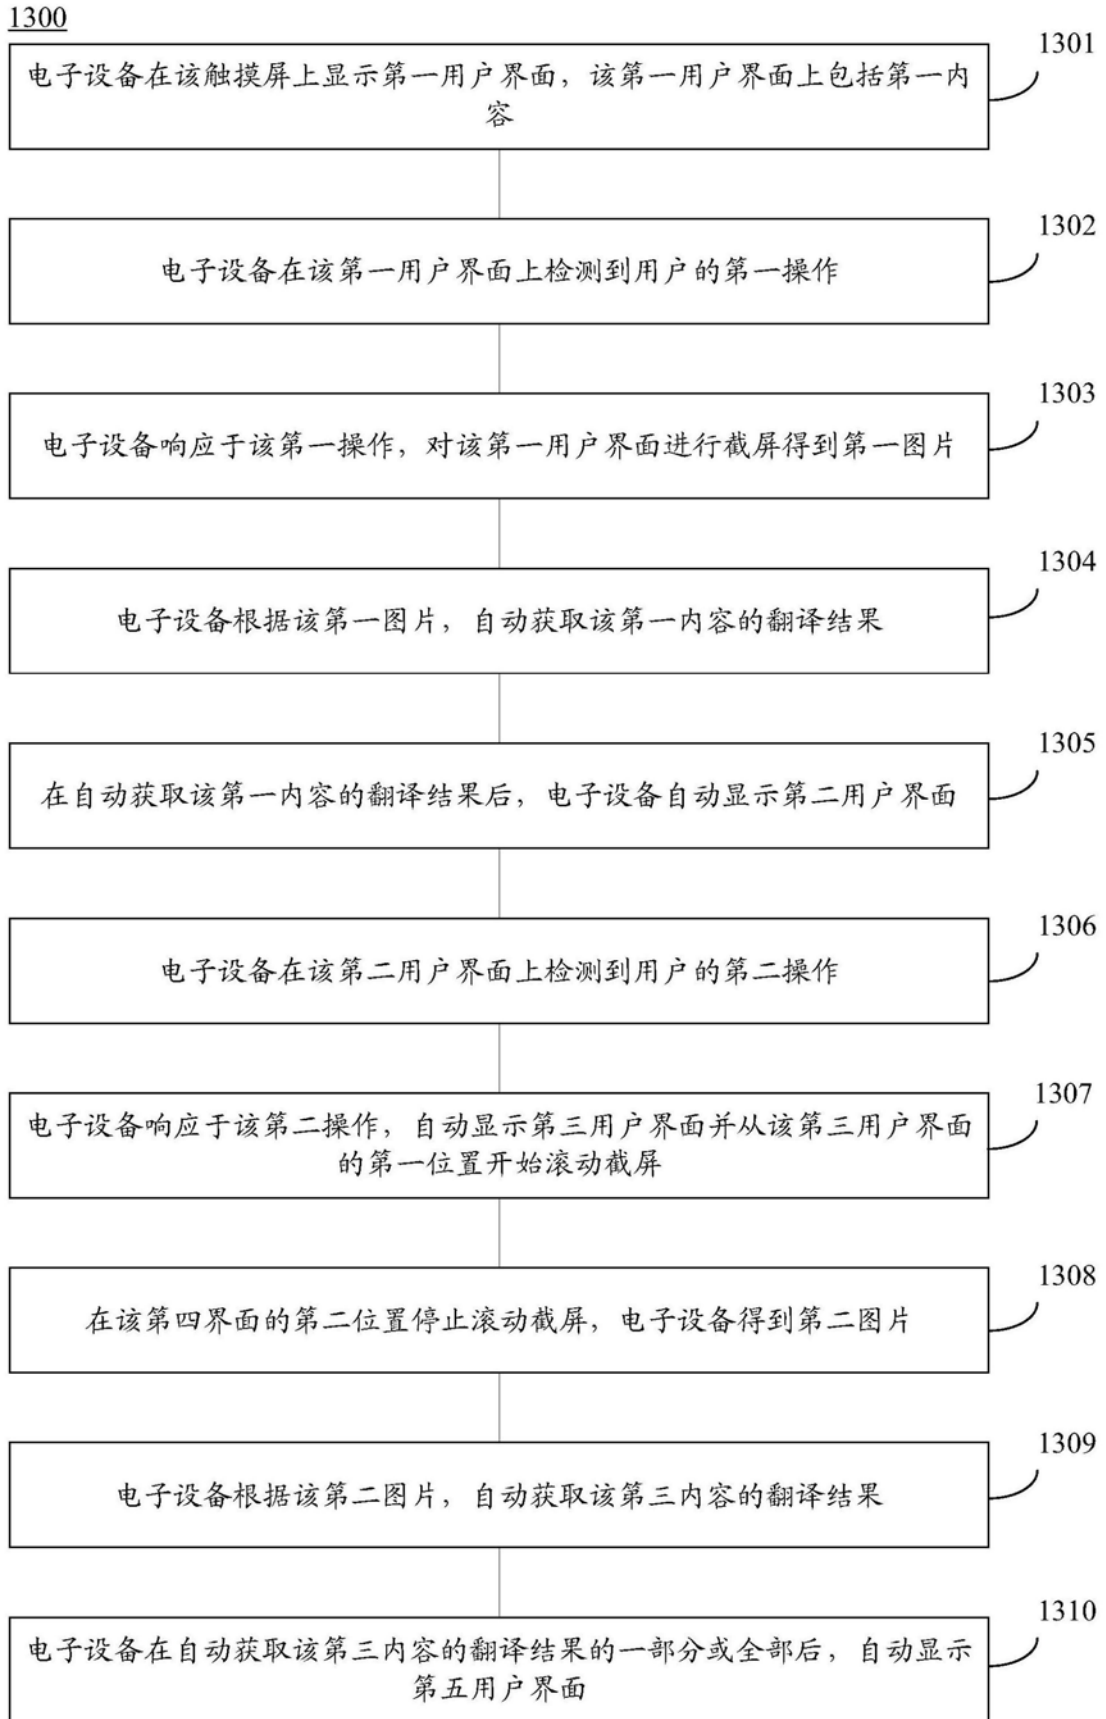 1300
1301
电子设备在该触摸屏上显示第一用户界面，该第一用户界面上包括第一内
容
1302
电子设备在该第一用户界面上检测到用户的第一操作
1303
电子设备响应于该第一操作，对该第一用户界面进行截屏得到第一图片
1304
电子设备根据该第一图片，自动获取该第一内容的翻译结果
1305
在自动获取该第一内容的翻译结果后，电子设备自动显示第二用户界面
1306
电子设备在该第二用户界面上检测到用户的第二操作
1307
电子设备响应于该第二操作，自动显示第三用户界面并从该第三用户界面
的第一位置开始滚动截屏
1308
在该第四界面的第二位置停止滚动截屏，电子设备得到第二图片
1309
电子设备根据该第二图片，自动获取该第三内容的翻译结果
1310
电子设备在自动获取该第三内容的翻译结果的一部分或全部后，自动显示
第五用户界面